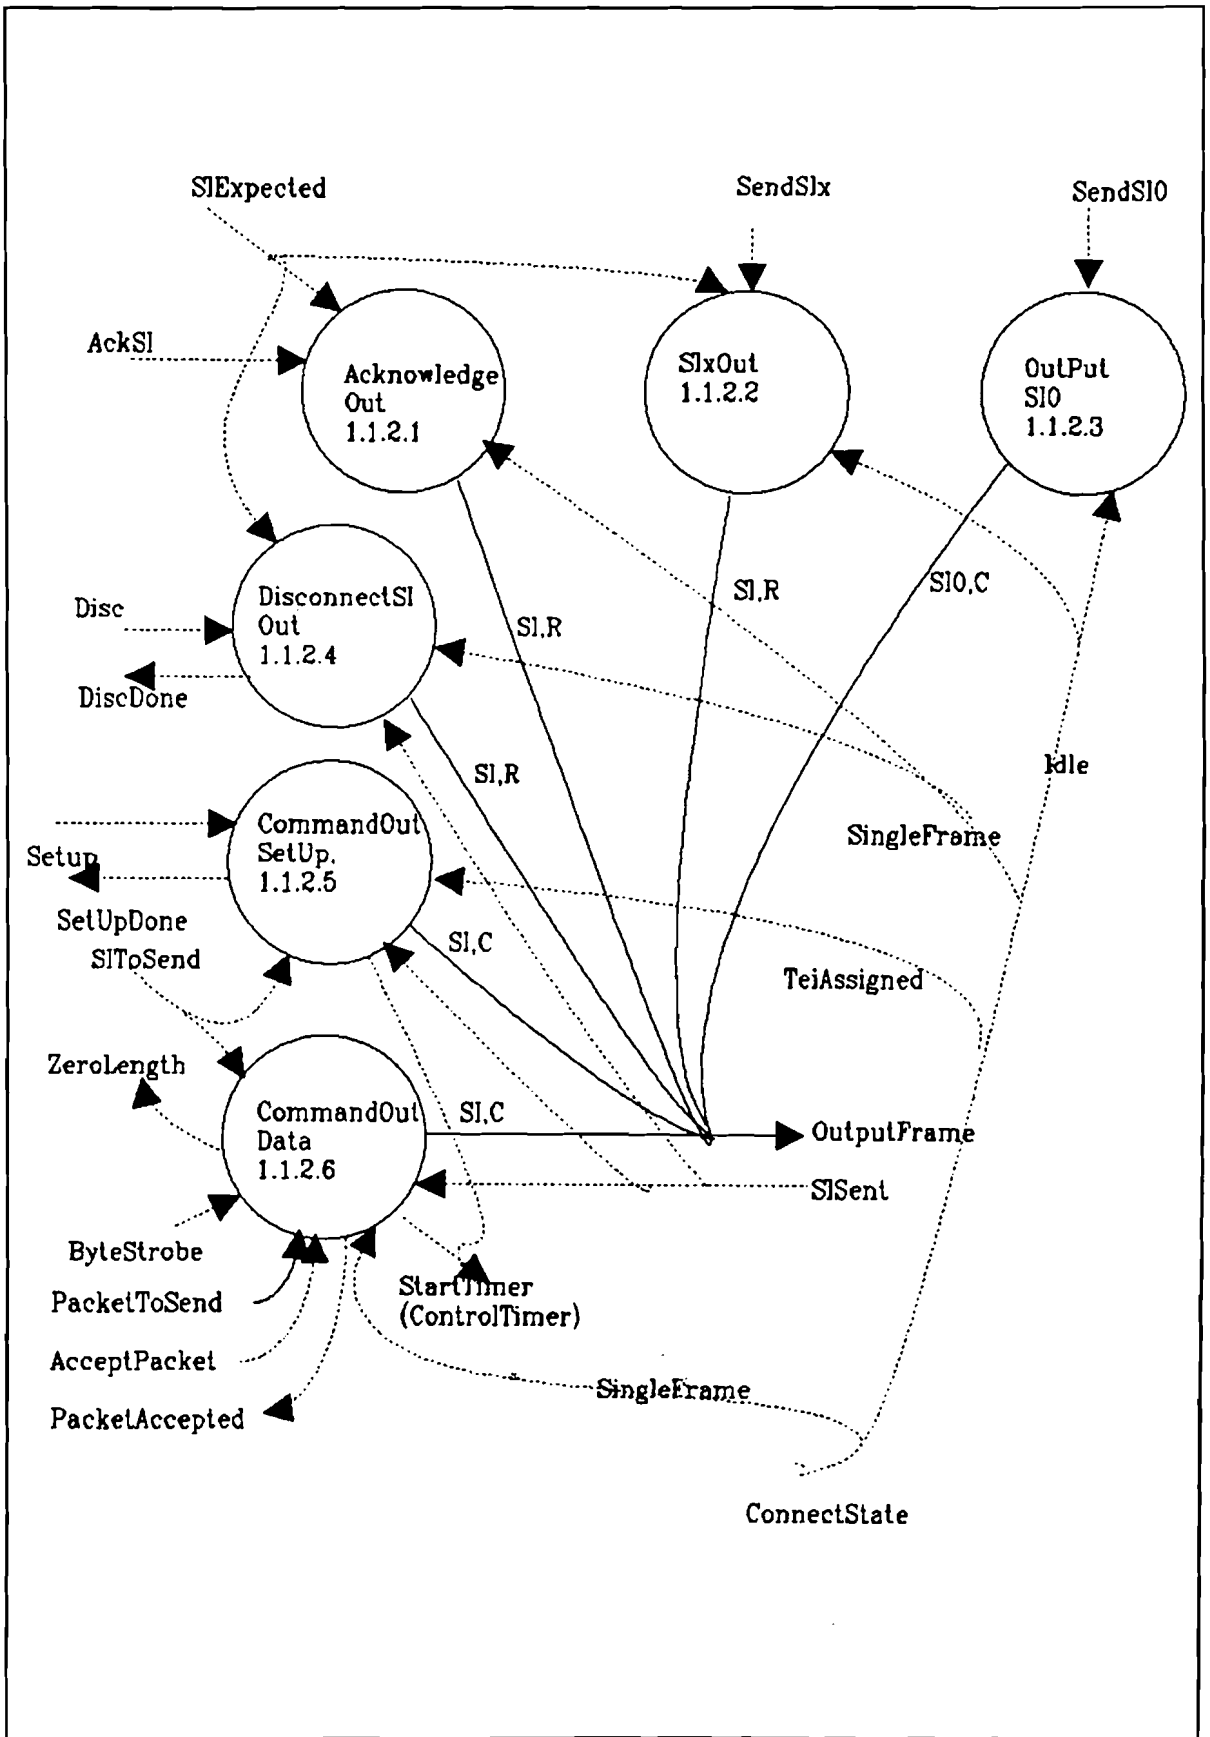 SIExpected
SendSIx
SendSI0
AckSI
Acknowledge
Out
1.1.2.1
SIxOut
1.1.2.2
OutPut
SI0
1.1.2.3
Disc
DisconnectSI
Out
1.1.2.4
DiscDone
SI,R
SI,R
SI0,C
SI,R
Idle
CommandOut
SetUp.
1.1.2.5
Setup
SetUpDone
SingleFrame
SI,C
SIToSend
TeiAssigned
ZeroLength
CommandOut
Data
1.1.2.6
SI,C
OutputFrame
SISent
ByteStrobe
PacketToSend
StartTimer
(ControlTimer)
AcceptPacket
SingleFrame
PacketAccepted
ConnectState